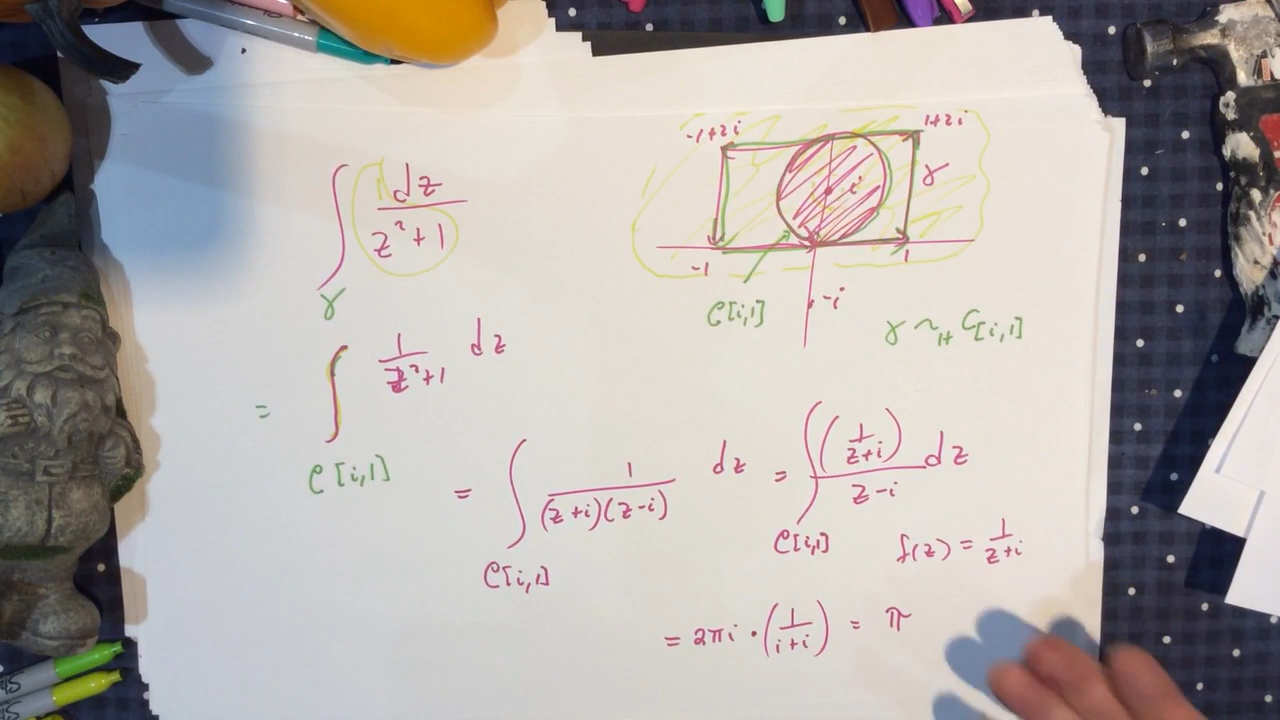 ∫_γ dz / (z²+1)
-1+2i
1+2i
γ
i
-1
1
-i
C[i,1]
γ ~_H C[i,1]
= ∫_{C[i,1]} 1/(z²+1) dz
= ∫_{C[i,1]} 1/((z+i)(z-i)) dz = ∫_{C[i,1]} (1/(z+i))/(z-i) dz
f(z) = 1/(z+i)
= 2πi · (1/(i+i)) = π